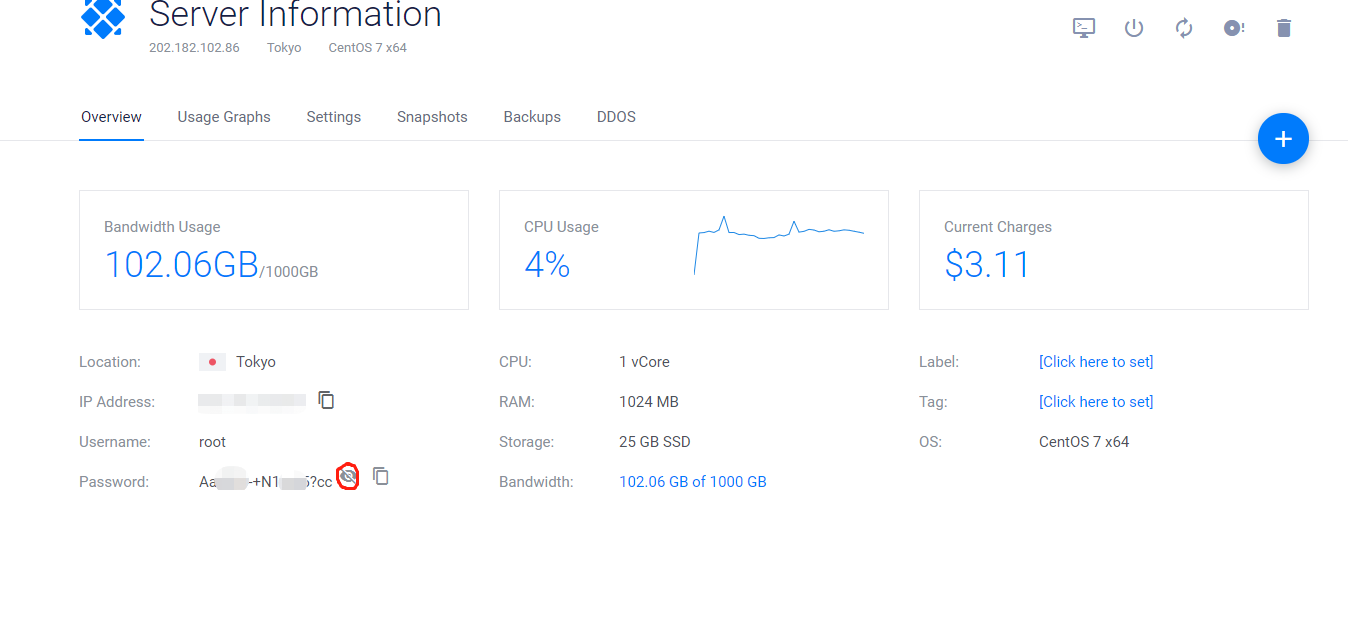 Server Information
202.182.102.86 Tokyo CentOS 7 x64
Overview Usage Graphs Settings Snapshots Backups DDOS
Bandwidth Usage
102.06GB/1000GB
CPU Usage
4%
Current Charges
$3.11
Location: Tokyo
IP Address:
Username: root
Password: Aa -+N1 5?cc
CPU: 1 vCore
RAM: 1024 MB
Storage: 25 GB SSD
Bandwidth: 102.06 GB of 1000 GB
Label: [Click here to set]
Tag: [Click here to set]
OS: CentOS 7 x64